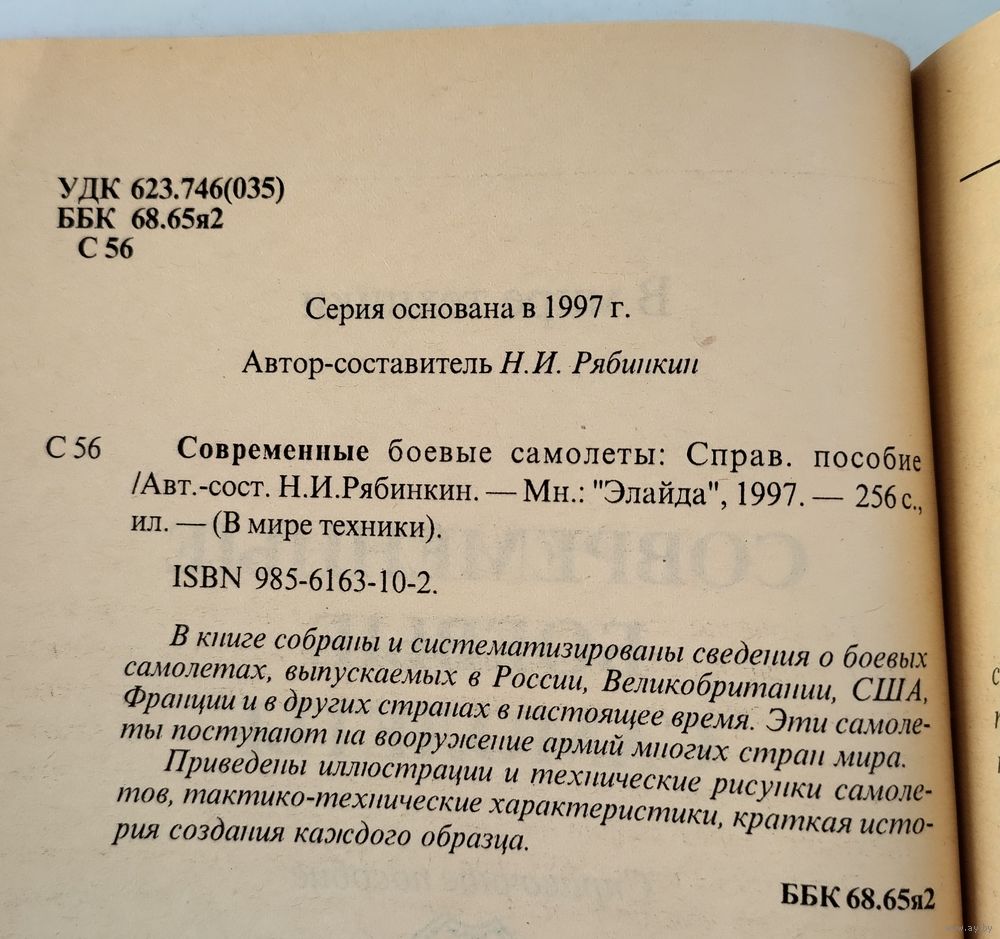 УДК 623.746(035)
ББК 68.65я2
С 56
Серия основана в 1997 г.
Автор-составитель Н.И. Рябинкин
С 56 Современные боевые самолеты: Справ. пособие
/Авт.-сост. Н.И.Рябинкин. — Мн.: "Элайда", 1997. — 256 с.,
ил. — (В мире техники).
ISBN 985-6163-10-2.
В книге собраны и систематизированы сведения о боевых
самолетах, выпускаемых в России, Великобритании, США,
Франции и в других странах в настоящее время. Эти самоле-
ты поступают на вооружение армий многих стран мира.
Приведены иллюстрации и технические рисунки самоле-
тов, тактико-технические характеристики, краткая исто-
рия создания каждого образца.
ББК 68.65я2
www.ay.by